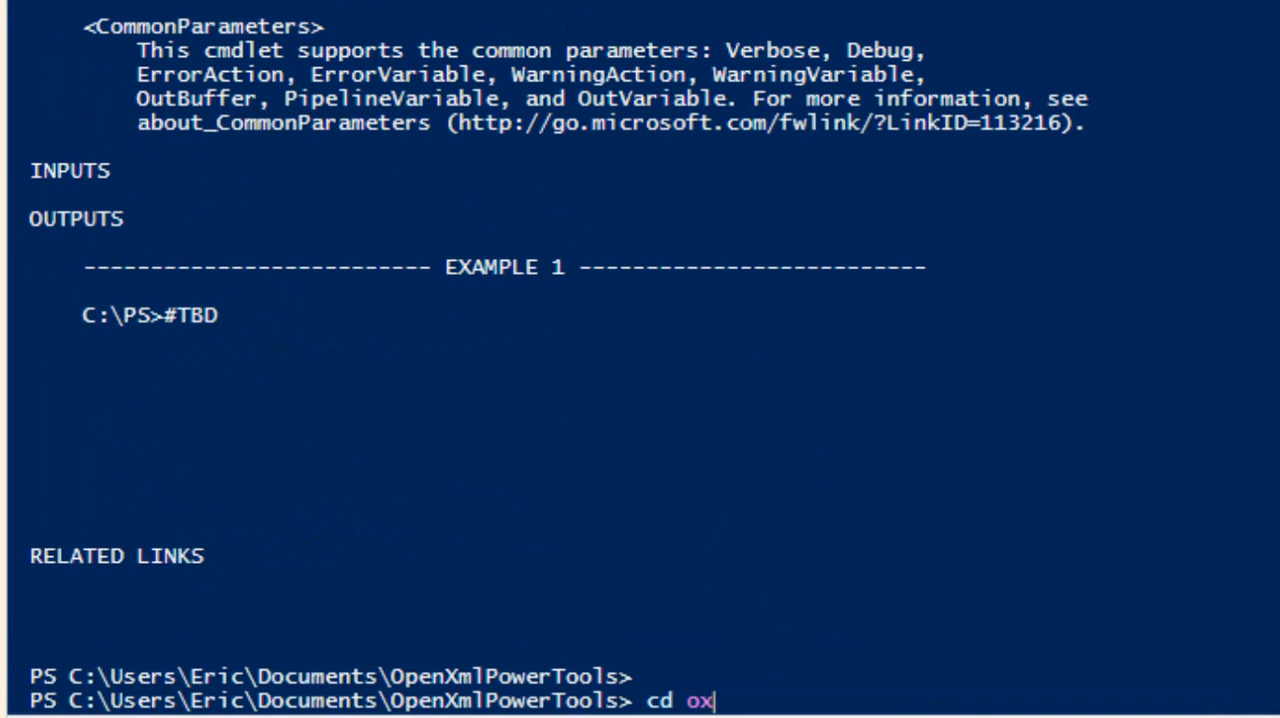 <CommonParameters>
This cmdlet supports the common parameters: Verbose, Debug,
ErrorAction, ErrorVariable, WarningAction, WarningVariable,
OutBuffer, PipelineVariable, and OutVariable. For more information, see
about_CommonParameters (http://go.microsoft.com/fwlink/?LinkID=113216).
INPUTS
OUTPUTS
-------------------------- EXAMPLE 1 --------------------------
C:\PS>#TBD
RELATED LINKS
PS C:\Users\Eric\Documents\OpenXmlPowerTools>
PS C:\Users\Eric\Documents\OpenXmlPowerTools> cd ox